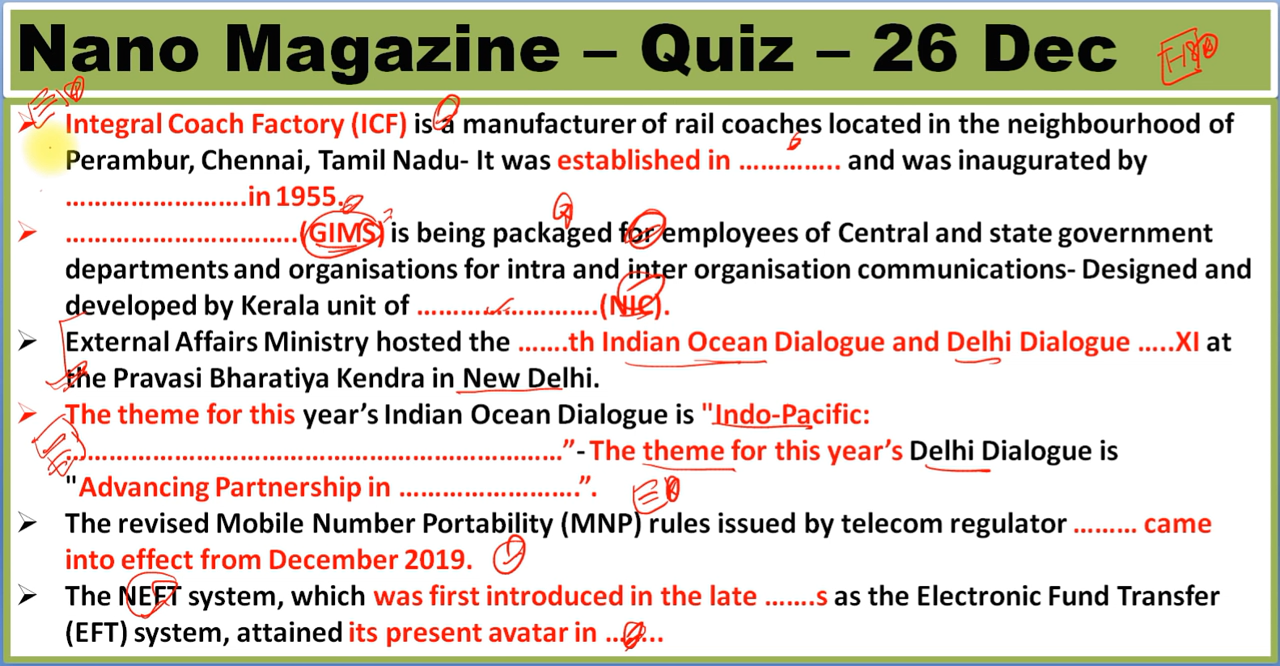 Nano Magazine – Quiz – 26 Dec
➤ Integral Coach Factory (ICF) is a manufacturer of rail coaches located in the neighbourhood of
Perambur, Chennai, Tamil Nadu- It was established in ………….. and was inaugurated by
…………………….in 1955.
➤ …………………………..(GIMS) is being packaged for employees of Central and state government
departments and organisations for intra and inter organisation communications- Designed and
developed by Kerala unit of …………………….(NIC).
➤ External Affairs Ministry hosted the …….th Indian Ocean Dialogue and Delhi Dialogue …..XI at
the Pravasi Bharatiya Kendra in New Delhi.
➤ The theme for this year’s Indian Ocean Dialogue is "Indo-Pacific:
……………………………………………………”- The theme for this year’s Delhi Dialogue is
"Advancing Partnership in …………………….”.
➤ The revised Mobile Number Portability (MNP) rules issued by telecom regulator ……… came
into effect from December 2019.
➤ The NEFT system, which was first introduced in the late …….s as the Electronic Fund Transfer
(EFT) system, attained its present avatar in ………